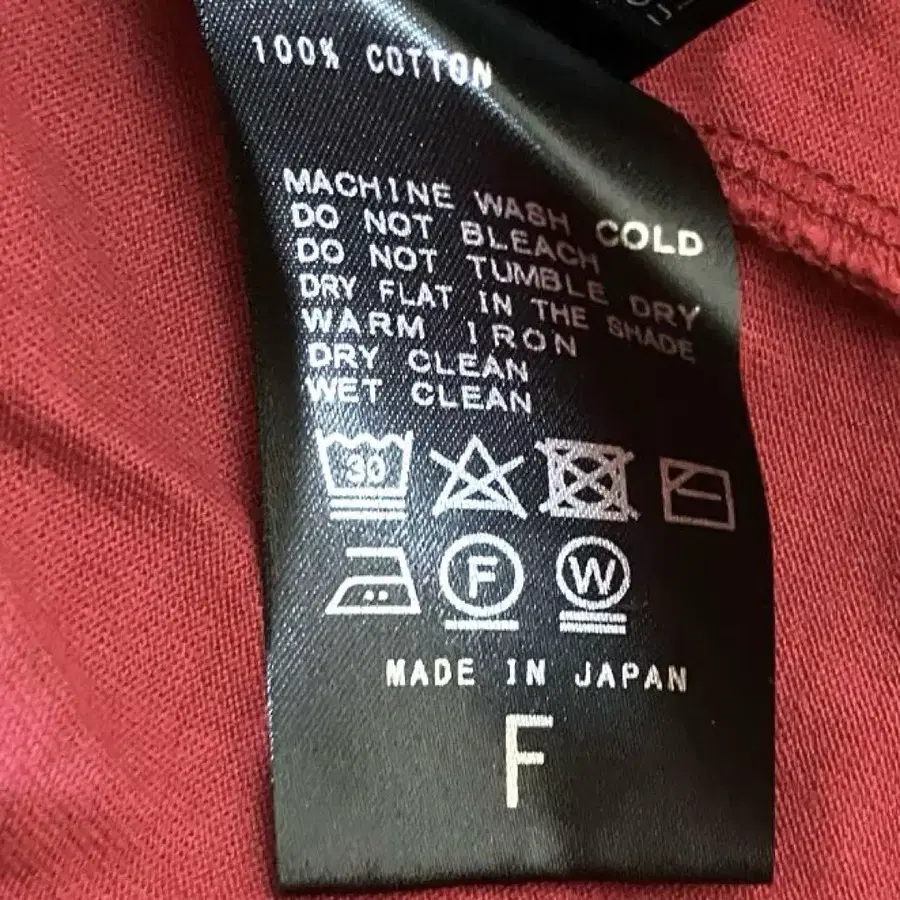 100% COTTON
MACHINE WASH COLD
DO NOT BLEACH
DO NOT TUMBLE DRY
DRY FLAT IN THE SHADE
WARM IRON
DRY CLEAN
WET CLEAN
30
F W
MADE IN JAPAN
F